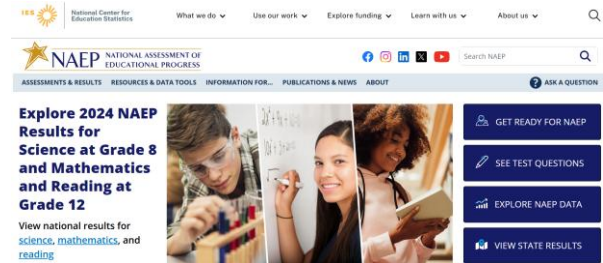 IES National Center for Education Statistics
What we do
Use our work
Explore funding
Learn with us
About us
NAEP NATIONAL ASSESSMENT OF
EDUCATIONAL PROGRESS
Search NAEP
ASSESSMENTS & RESULTS RESOURCES & DATA TOOLS INFORMATION FOR... PUBLICATIONS & NEWS ABOUT
? ASK A QUESTION
Explore 2024 NAEP
Results for
Science at Grade 8
and Mathematics
and Reading at
Grade 12
View national results for
science, mathematics, and
reading
GET READY FOR NAEP
SEE TEST QUESTIONS
EXPLORE NAEP DATA
VIEW STATE RESULTS